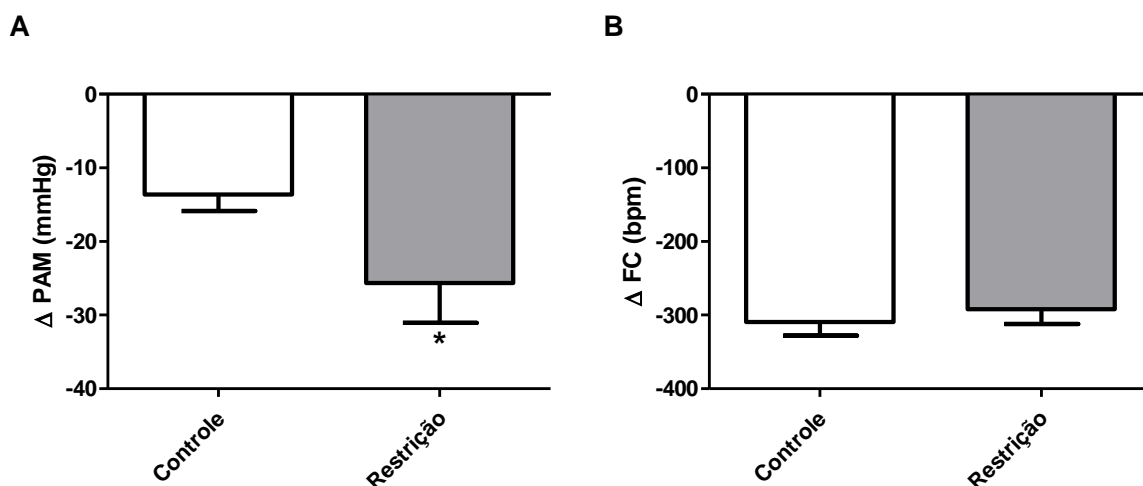 A
0
-10
-20
-30
-40
Δ PAM (mmHg)
*
Controle
Restrição
B
0
-100
-200
-300
-400
Δ FC (bpm)
Controle
Restrição